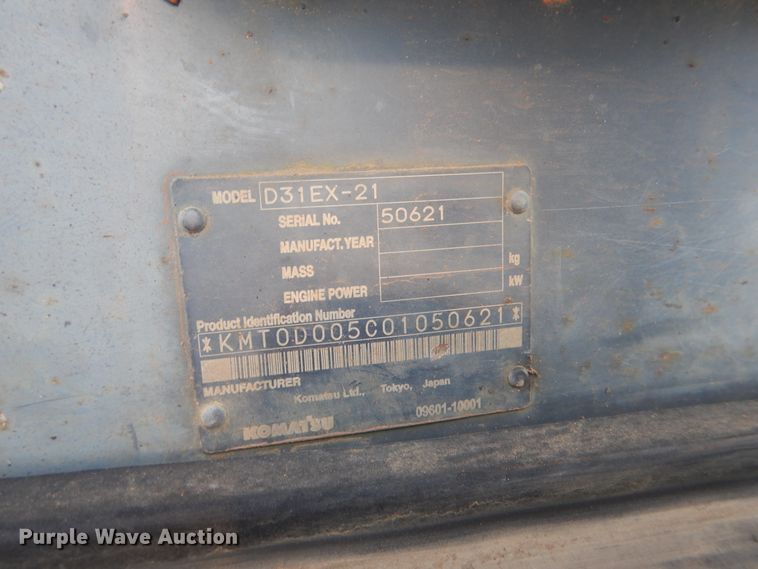 MODEL D31EX-21
SERIAL No. 50621
MANUFACT.YEAR
MASS kg
ENGINE POWER kW
Product Identification Number
*KMT0D005C01050621*
MANUFACTURER
Komatsu Ltd., Tokyo, Japan
KOMATSU 09601-10001
Purple Wave Auction